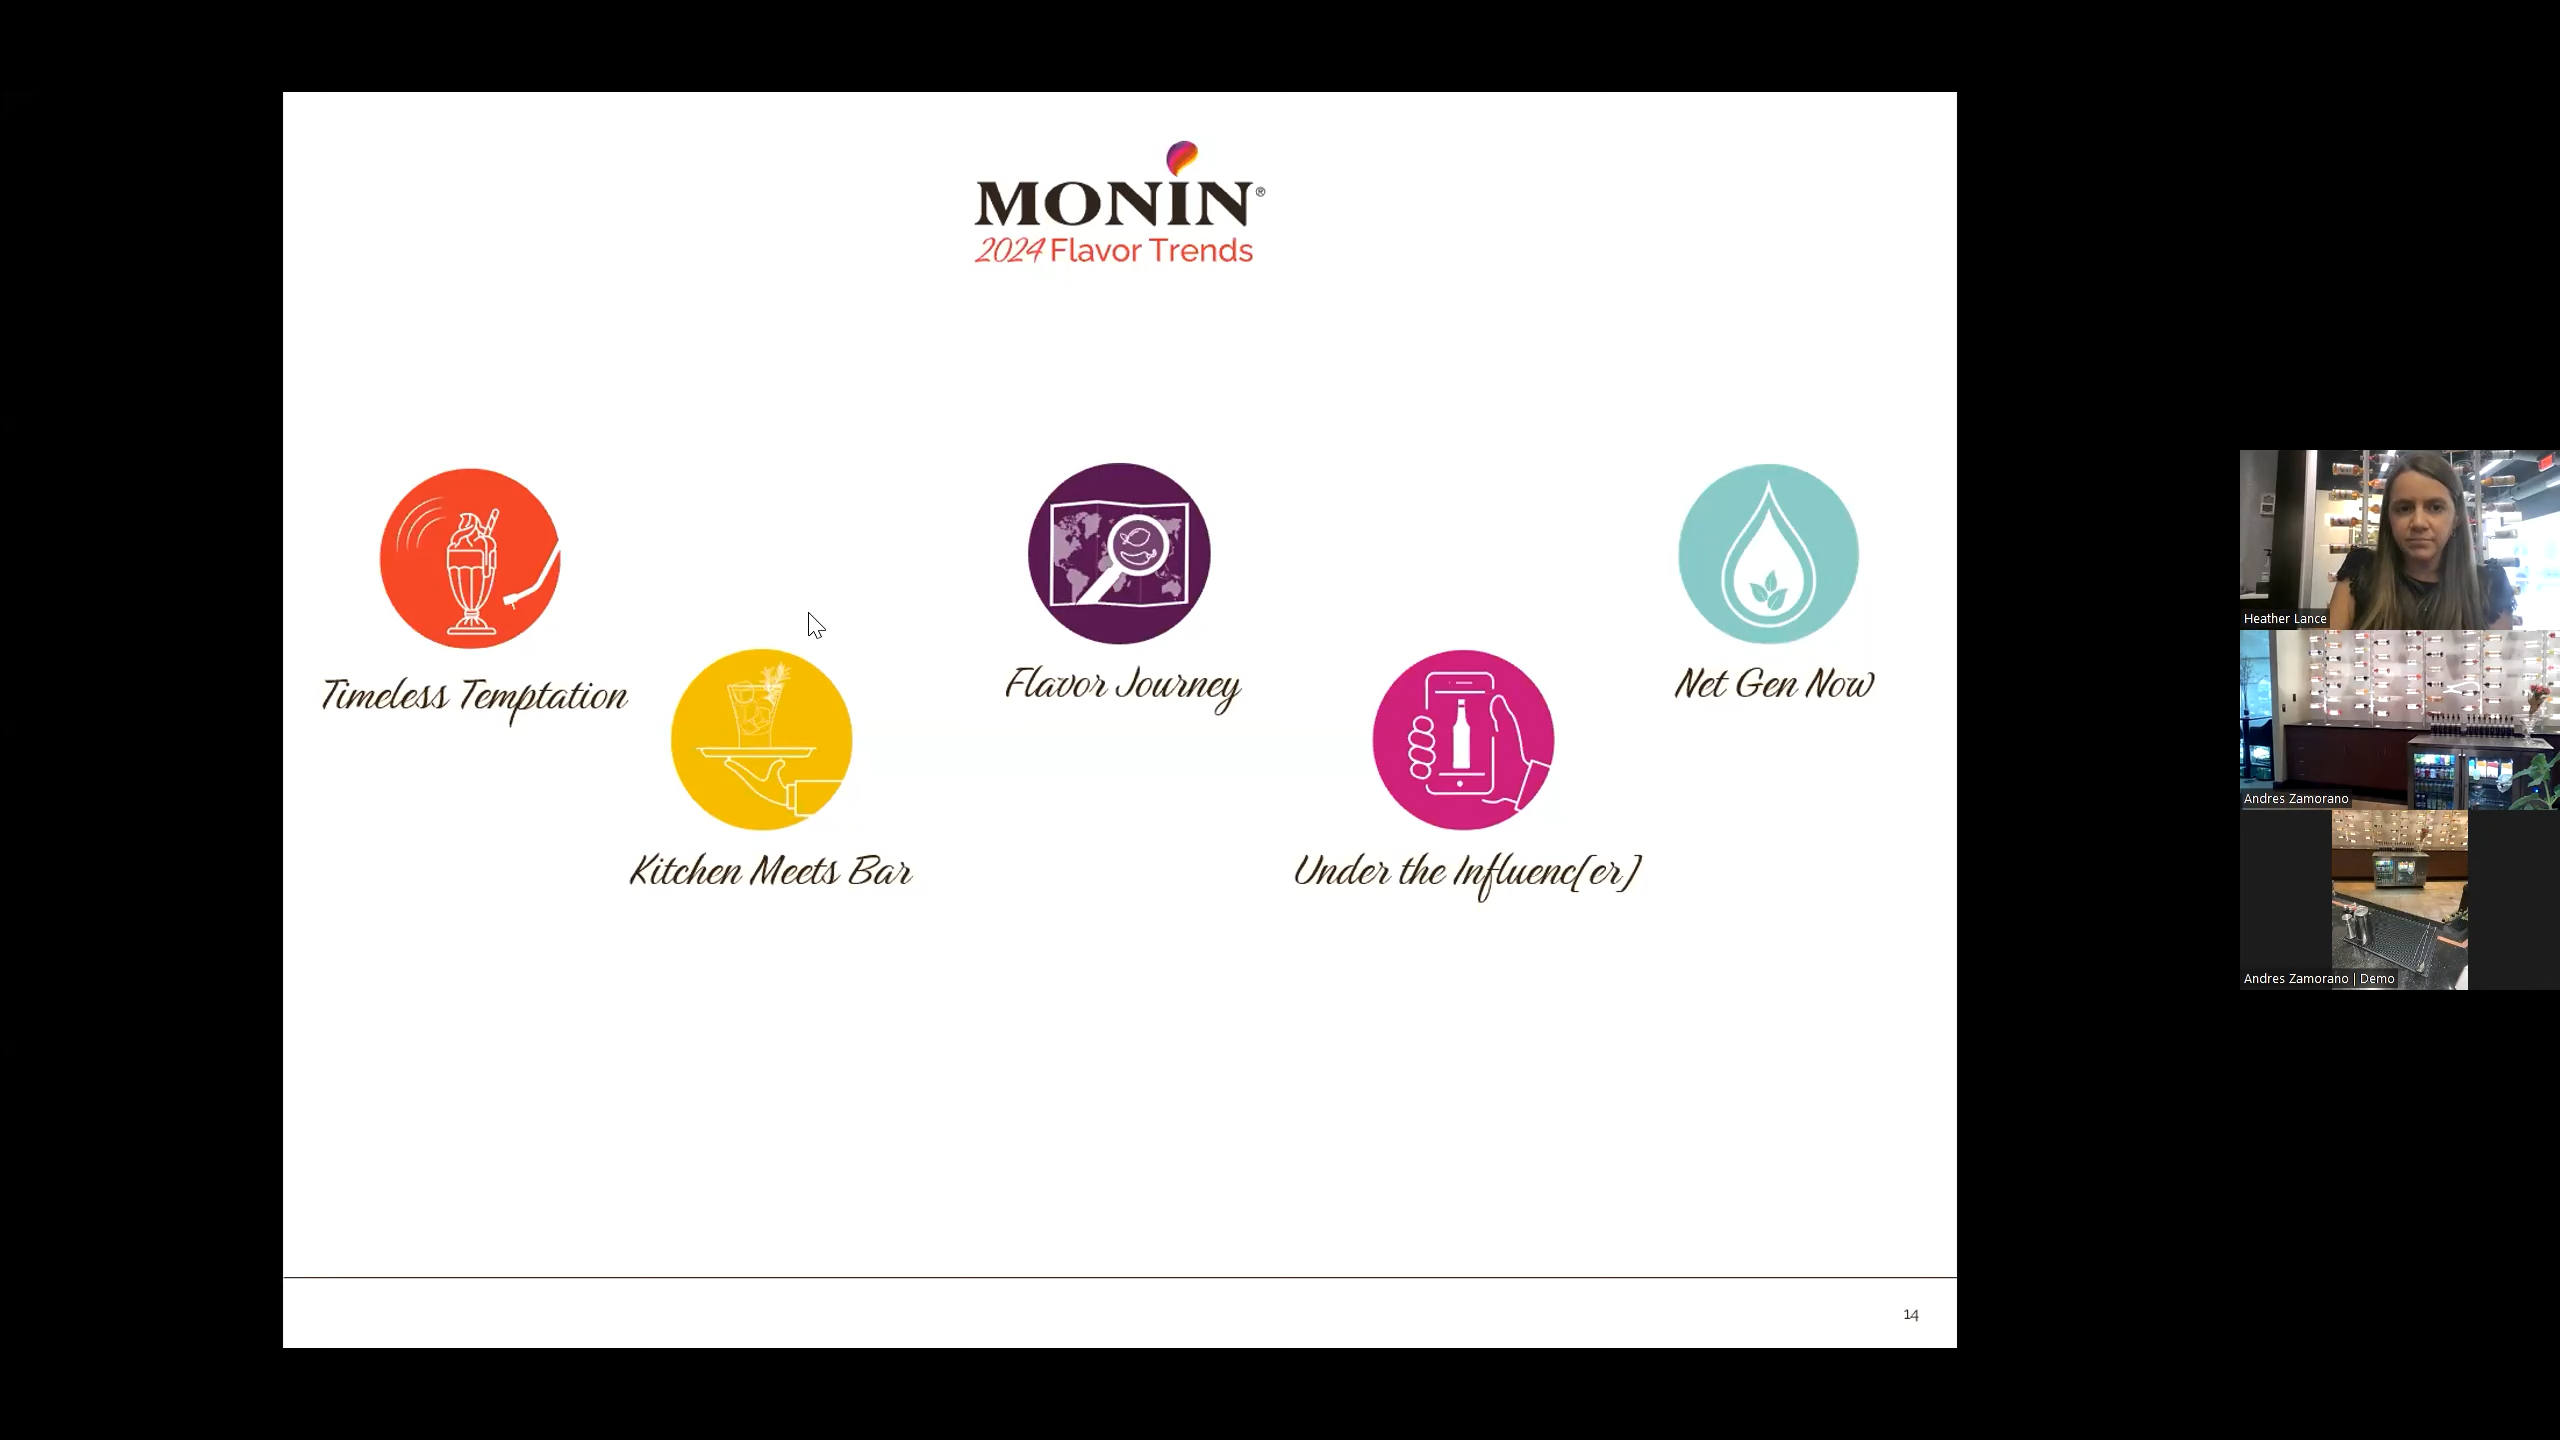 MONIN®
2024 Flavor Trends
Timeless Temptation
Kitchen Meets Bar
Flavor Journey
Under the Influenc[er]
Net Gen Now
14
Heather Lance
Andres Zamorano
Andres Zamorano | Demo